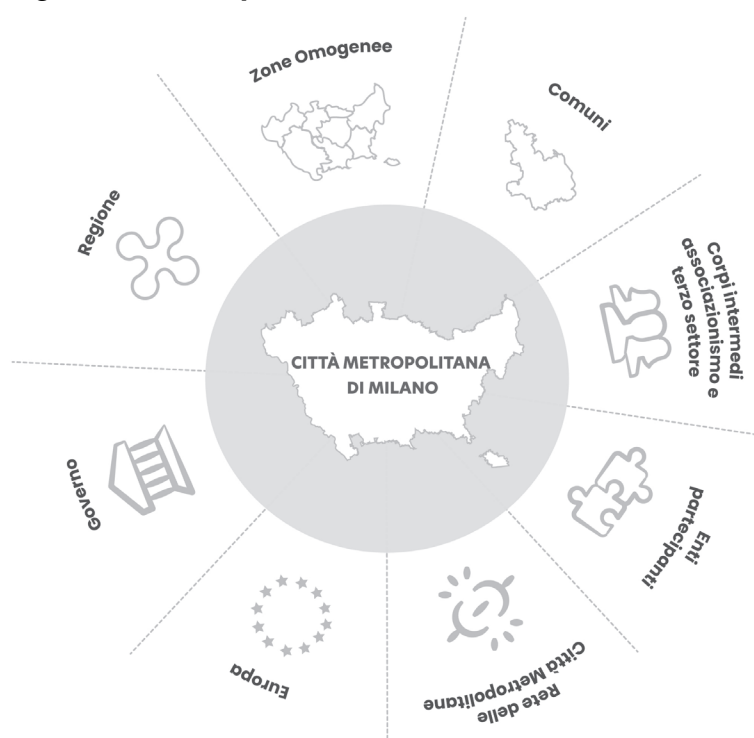 Zone Omogenee
Comuni
Corpi intermedi
associazionismo e
terzo settore
Enti
partecipanti
Rete delle
Città Metropolitane
Europa
Governo
Regione
CITTÀ METROPOLITANA
DI MILANO